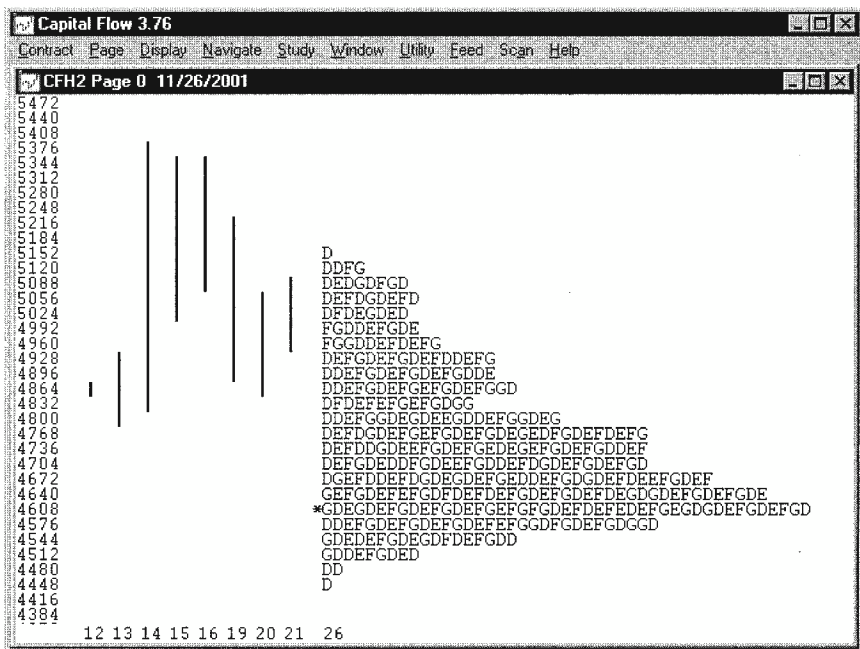 Capital Flow 3.76
Contract Page Display Navigate Study Window Utility Feed Scan Help
CFH2 Page 0 11/26/2001
5472
5440
5408
5376
5344
5312
5280
5248
5216
5184
5152 D
5120 DDFG
5088 DEDGDFGD
5056 DEFDGDEFD
5024 DFDEGDED
4992 FGDDEFGDE
4960 FGGDDEFDEFG
4928 DEFGDEFGDEFDDEFG
4896 DDEFGDEFGDEFGDDE
4864 DDEFGDEFGEFGDEFGGD
4832 DFDEFEFGEFGDGG
4800 DDEFGGDEGDEEGDDEFGGDEG
4768 DEFDGDEFGEFGDEFGDEGEDFGDEFDEFG
4736 DEFDDGDEEFGDEFGEDEGEFGDEFGDDEF
4704 DEFGDEDDFGDEEFGDDEFDGDEFGDEFGD
4672 DGEFDDEFDGDEGDEFGEDDEFGDGDEFDEEFGDEF
4640 GEFGDEFEFGDFDEFDEFGDEFGDEFDEGDGDEFGDEFGDE
4608 *GDEGDEFGDEFGDEFGEFGFGDEFDEFEDEFGEGDGDEFGDEFGD
4576 DDEFGDEFGDEFGDEFEFGGDFGDEFGDGGD
4544 GDEDEFGDEGDFDEFGDD
4512 GDDEFGDED
4480 DD
4448 D
4416
4384
12 13 14 15 16 19 20 21 26